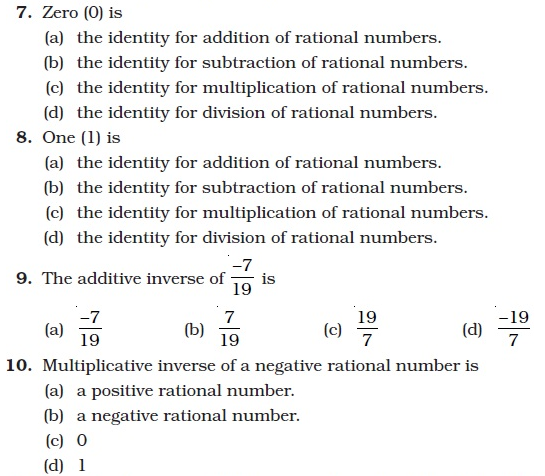 7. Zero (0) is
(a) the identity for addition of rational numbers.
(b) the identity for subtraction of rational numbers.
(c) the identity for multiplication of rational numbers.
(d) the identity for division of rational numbers.
8. One (1) is
(a) the identity for addition of rational numbers.
(b) the identity for subtraction of rational numbers.
(c) the identity for multiplication of rational numbers.
(d) the identity for division of rational numbers.
9. The additive inverse of –7/19 is
(a) –7/19 (b) 7/19 (c) 19/7 (d) –19/7
10. Multiplicative inverse of a negative rational number is
(a) a positive rational number.
(b) a negative rational number.
(c) 0
(d) 1